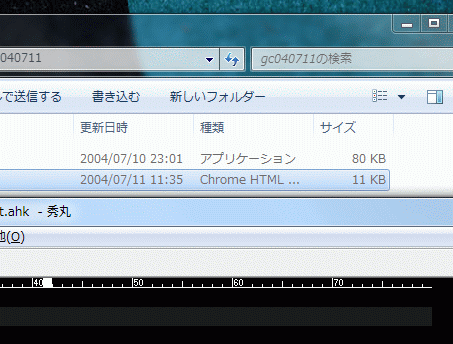 040711
gc040711の検索
ルで送信する 書き込む 新しいフォルダー
更新日時 種類 サイズ
2004/07/10 23:01 アプリケーション 80 KB
2004/07/11 11:35 Chrome HTML ... 11 KB
t.ahk - 秀丸
他(O)
40 50 60 70